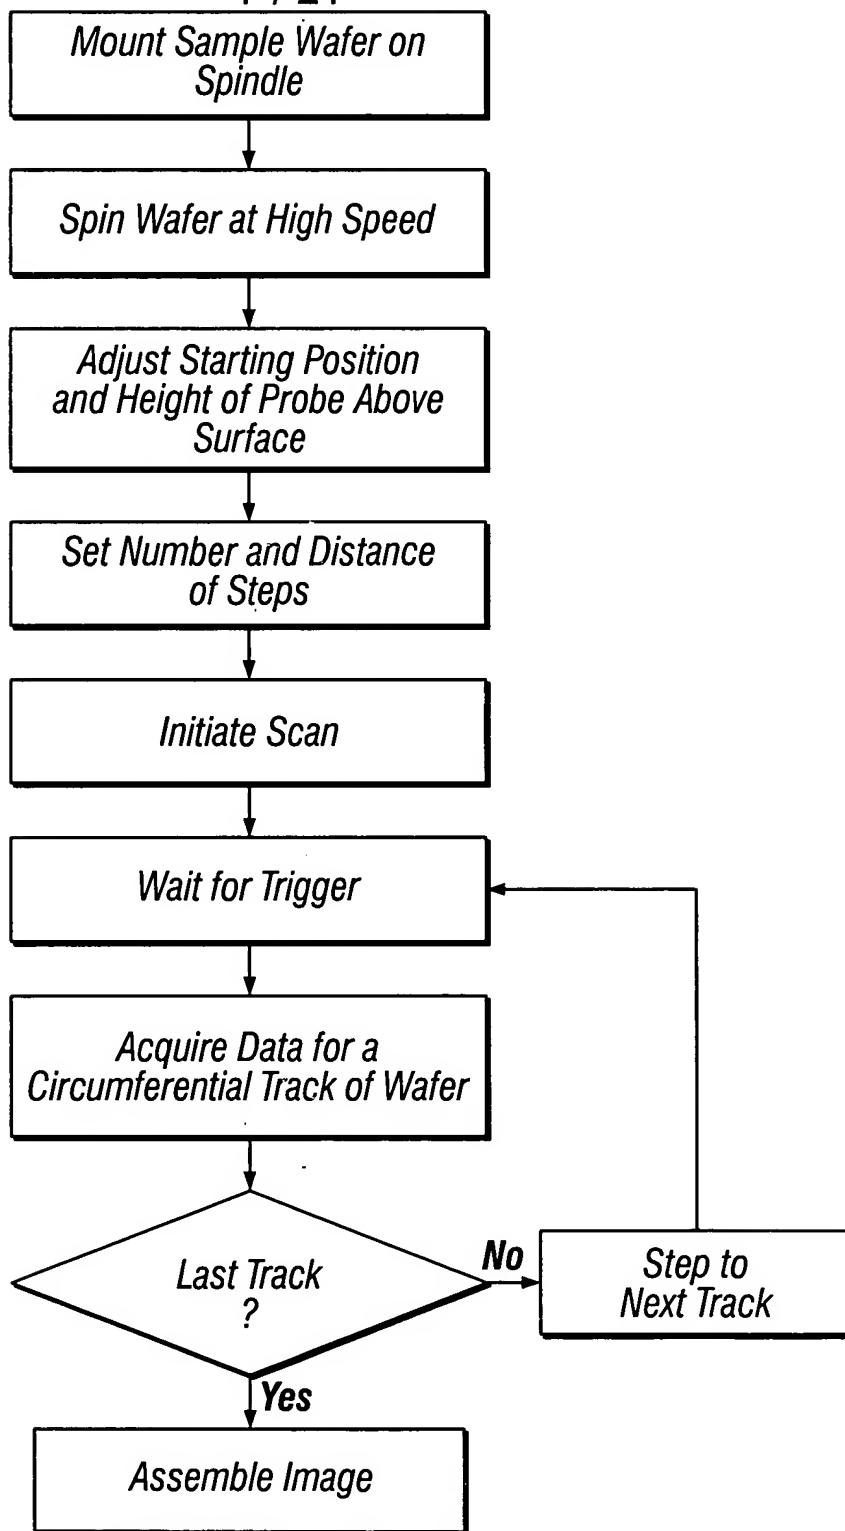 Mount Sample Wafer on
Spindle
Spin Wafer at High Speed
Adjust Starting Position
and Height of Probe Above
Surface
Set Number and Distance
of Steps
Initiate Scan
Wait for Trigger
Acquire Data for a
Circumferential Track of Wafer
Last Track
?
No
Step to
Next Track
Yes
Assemble Image